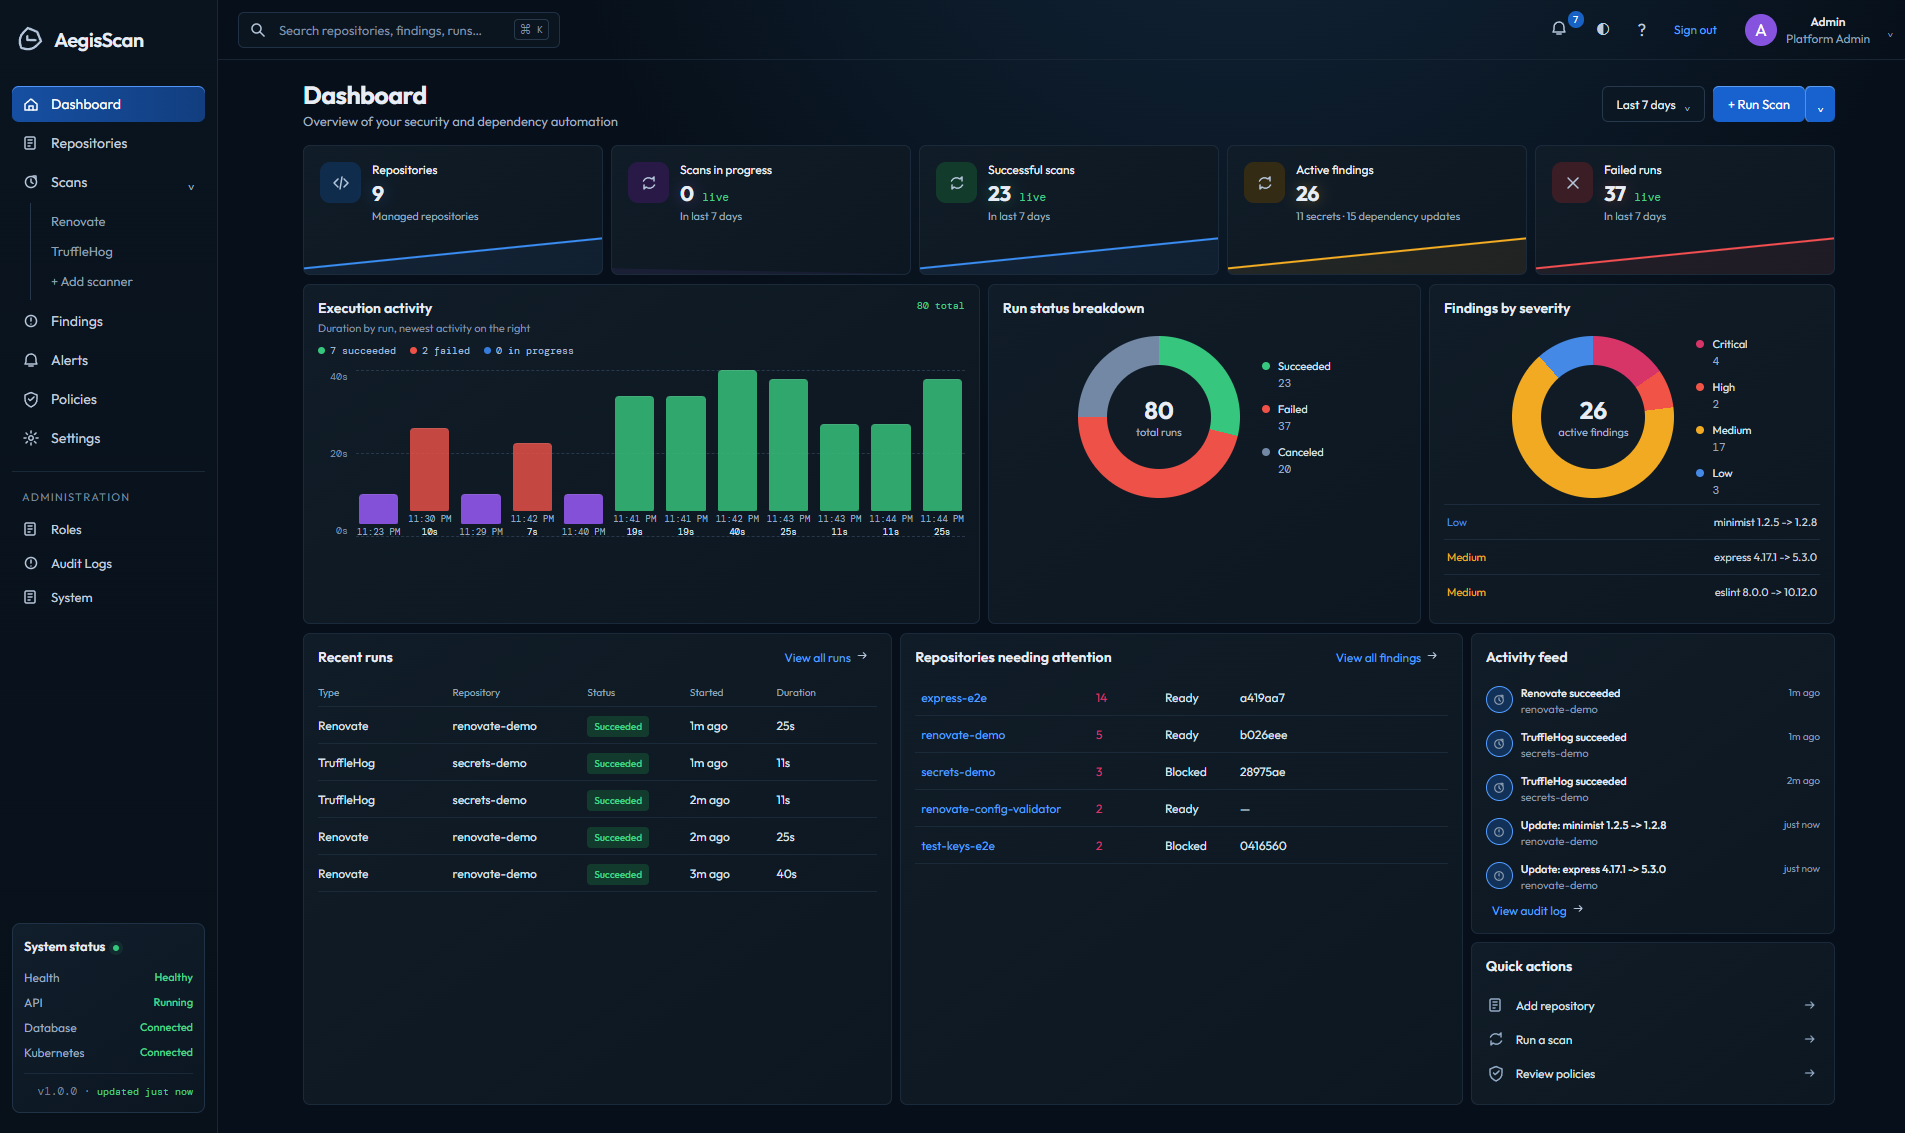 AegisScan
Search repositories, findings, runs...
⌘ K
7
?
Sign out
A
Admin
Platform Admin
Dashboard
Repositories
Scans
Renovate
TruffleHog
+ Add scanner
Findings
Alerts
Policies
Settings
ADMINISTRATION
Roles
Audit Logs
System
System status
Health Healthy
API Running
Database Connected
Kubernetes Connected
v1.0.0 · updated just now
Dashboard
Overview of your security and dependency automation
Last 7 days
+ Run Scan
Repositories
9
Managed repositories
Scans in progress
0 live
In last 7 days
Successful scans
23 live
In last 7 days
Active findings
26
11 secrets · 15 dependency updates
Failed runs
37 live
In last 7 days
Execution activity
80 total
Duration by run, newest activity on the right
7 succeeded 2 failed 0 in progress
40s
20s
0s
11:23 PM
11:30 PM
10s
11:29 PM
11:42 PM
7s
11:40 PM
11:41 PM
19s
11:41 PM
19s
11:42 PM
40s
11:43 PM
25s
11:43 PM
11s
11:44 PM
11s
11:44 PM
25s
Run status breakdown
80
total runs
Succeeded
23
Failed
37
Canceled
20
Findings by severity
26
active findings
Critical
4
High
2
Medium
17
Low
3
Low minimist 1.2.5 -> 1.2.8
Medium express 4.17.1 -> 5.3.0
Medium eslint 8.0.0 -> 10.12.0
Recent runs
View all runs →
Type Repository Status Started Duration
Renovate renovate-demo Succeeded 1m ago 25s
TruffleHog secrets-demo Succeeded 1m ago 11s
TruffleHog secrets-demo Succeeded 2m ago 11s
Renovate renovate-demo Succeeded 2m ago 25s
Renovate renovate-demo Succeeded 3m ago 40s
Repositories needing attention
View all findings →
express-e2e 14 Ready a419aa7
renovate-demo 5 Ready b026eee
secrets-demo 3 Blocked 28975ae
renovate-config-validator 2 Ready —
test-keys-e2e 2 Blocked 0416560
Activity feed
Renovate succeeded 1m ago
renovate-demo
TruffleHog succeeded 1m ago
secrets-demo
TruffleHog succeeded 2m ago
secrets-demo
Update: minimist 1.2.5 -> 1.2.8 just now
renovate-demo
Update: express 4.17.1 -> 5.3.0 just now
renovate-demo
View audit log →
Quick actions
Add repository →
Run a scan →
Review policies →